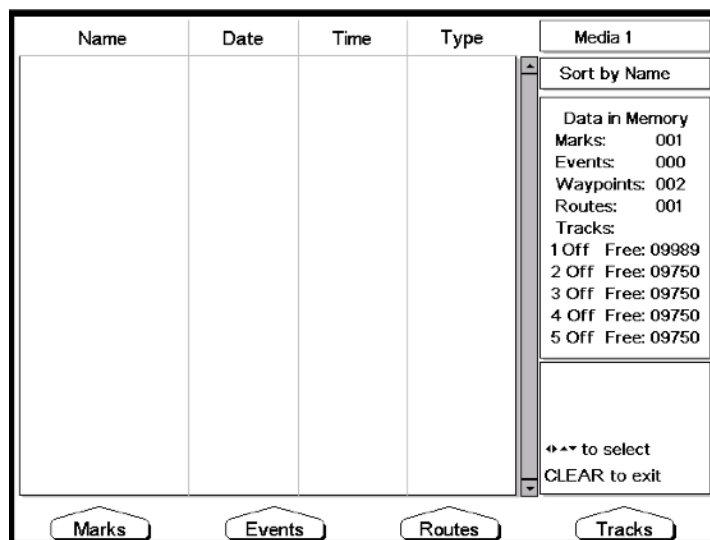 Name Date Time Type
Media 1
Sort by Name
Data in Memory
Marks: 001
Events: 000
Waypoints: 002
Routes: 001
Tracks:
1 Off Free: 09989
2 Off Free: 09750
3 Off Free: 09750
4 Off Free: 09750
5 Off Free: 09750
to select
CLEAR to exit
Marks Events Routes Tracks